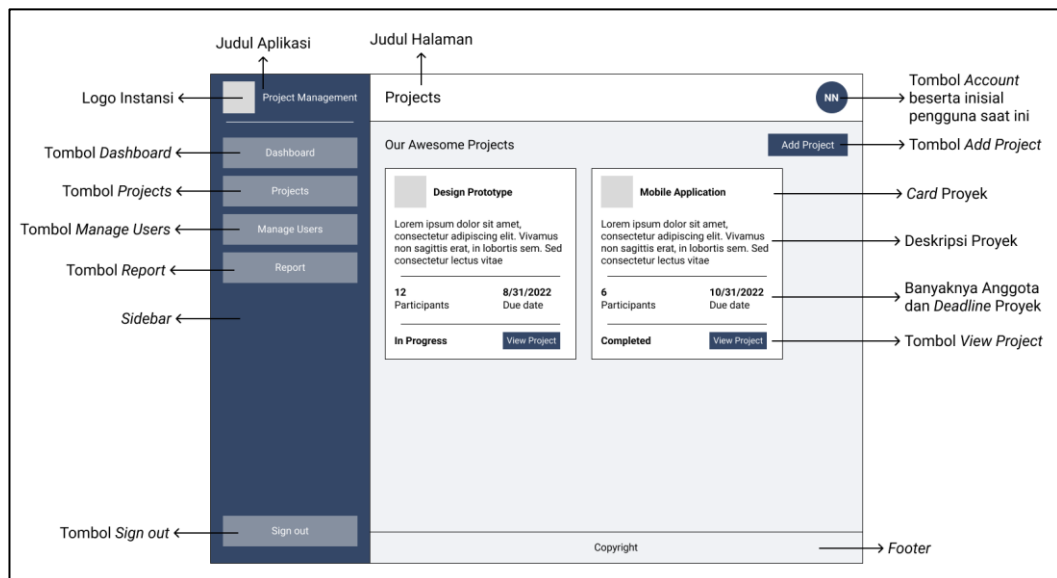 Judul Aplikasi
Judul Halaman
Logo Instansi
Project Management
Projects
NN
Tombol Account
beserta inisial
pengguna saat ini
Tombol Dashboard
Dashboard
Our Awesome Projects
Add Project
Tombol Add Project
Tombol Projects
Projects
Design Prototype
Mobile Application
Card Proyek
Tombol Manage Users
Manage Users
Lorem ipsum dolor sit amet,
consectetur adipiscing elit. Vivamus
non sagittis erat, in lobortis sem. Sed
consectetur lectus vitae
Lorem ipsum dolor sit amet,
consectetur adipiscing elit. Vivamus
non sagittis erat, in lobortis sem. Sed
consectetur lectus vitae
Deskripsi Proyek
Tombol Report
Report
12
Participants
8/31/2022
Due date
6
Participants
10/31/2022
Due date
Banyaknya Anggota
dan Deadline Proyek
Sidebar
In Progress
View Project
Completed
View Project
Tombol View Project
Tombol Sign out
Sign out
Copyright
Footer